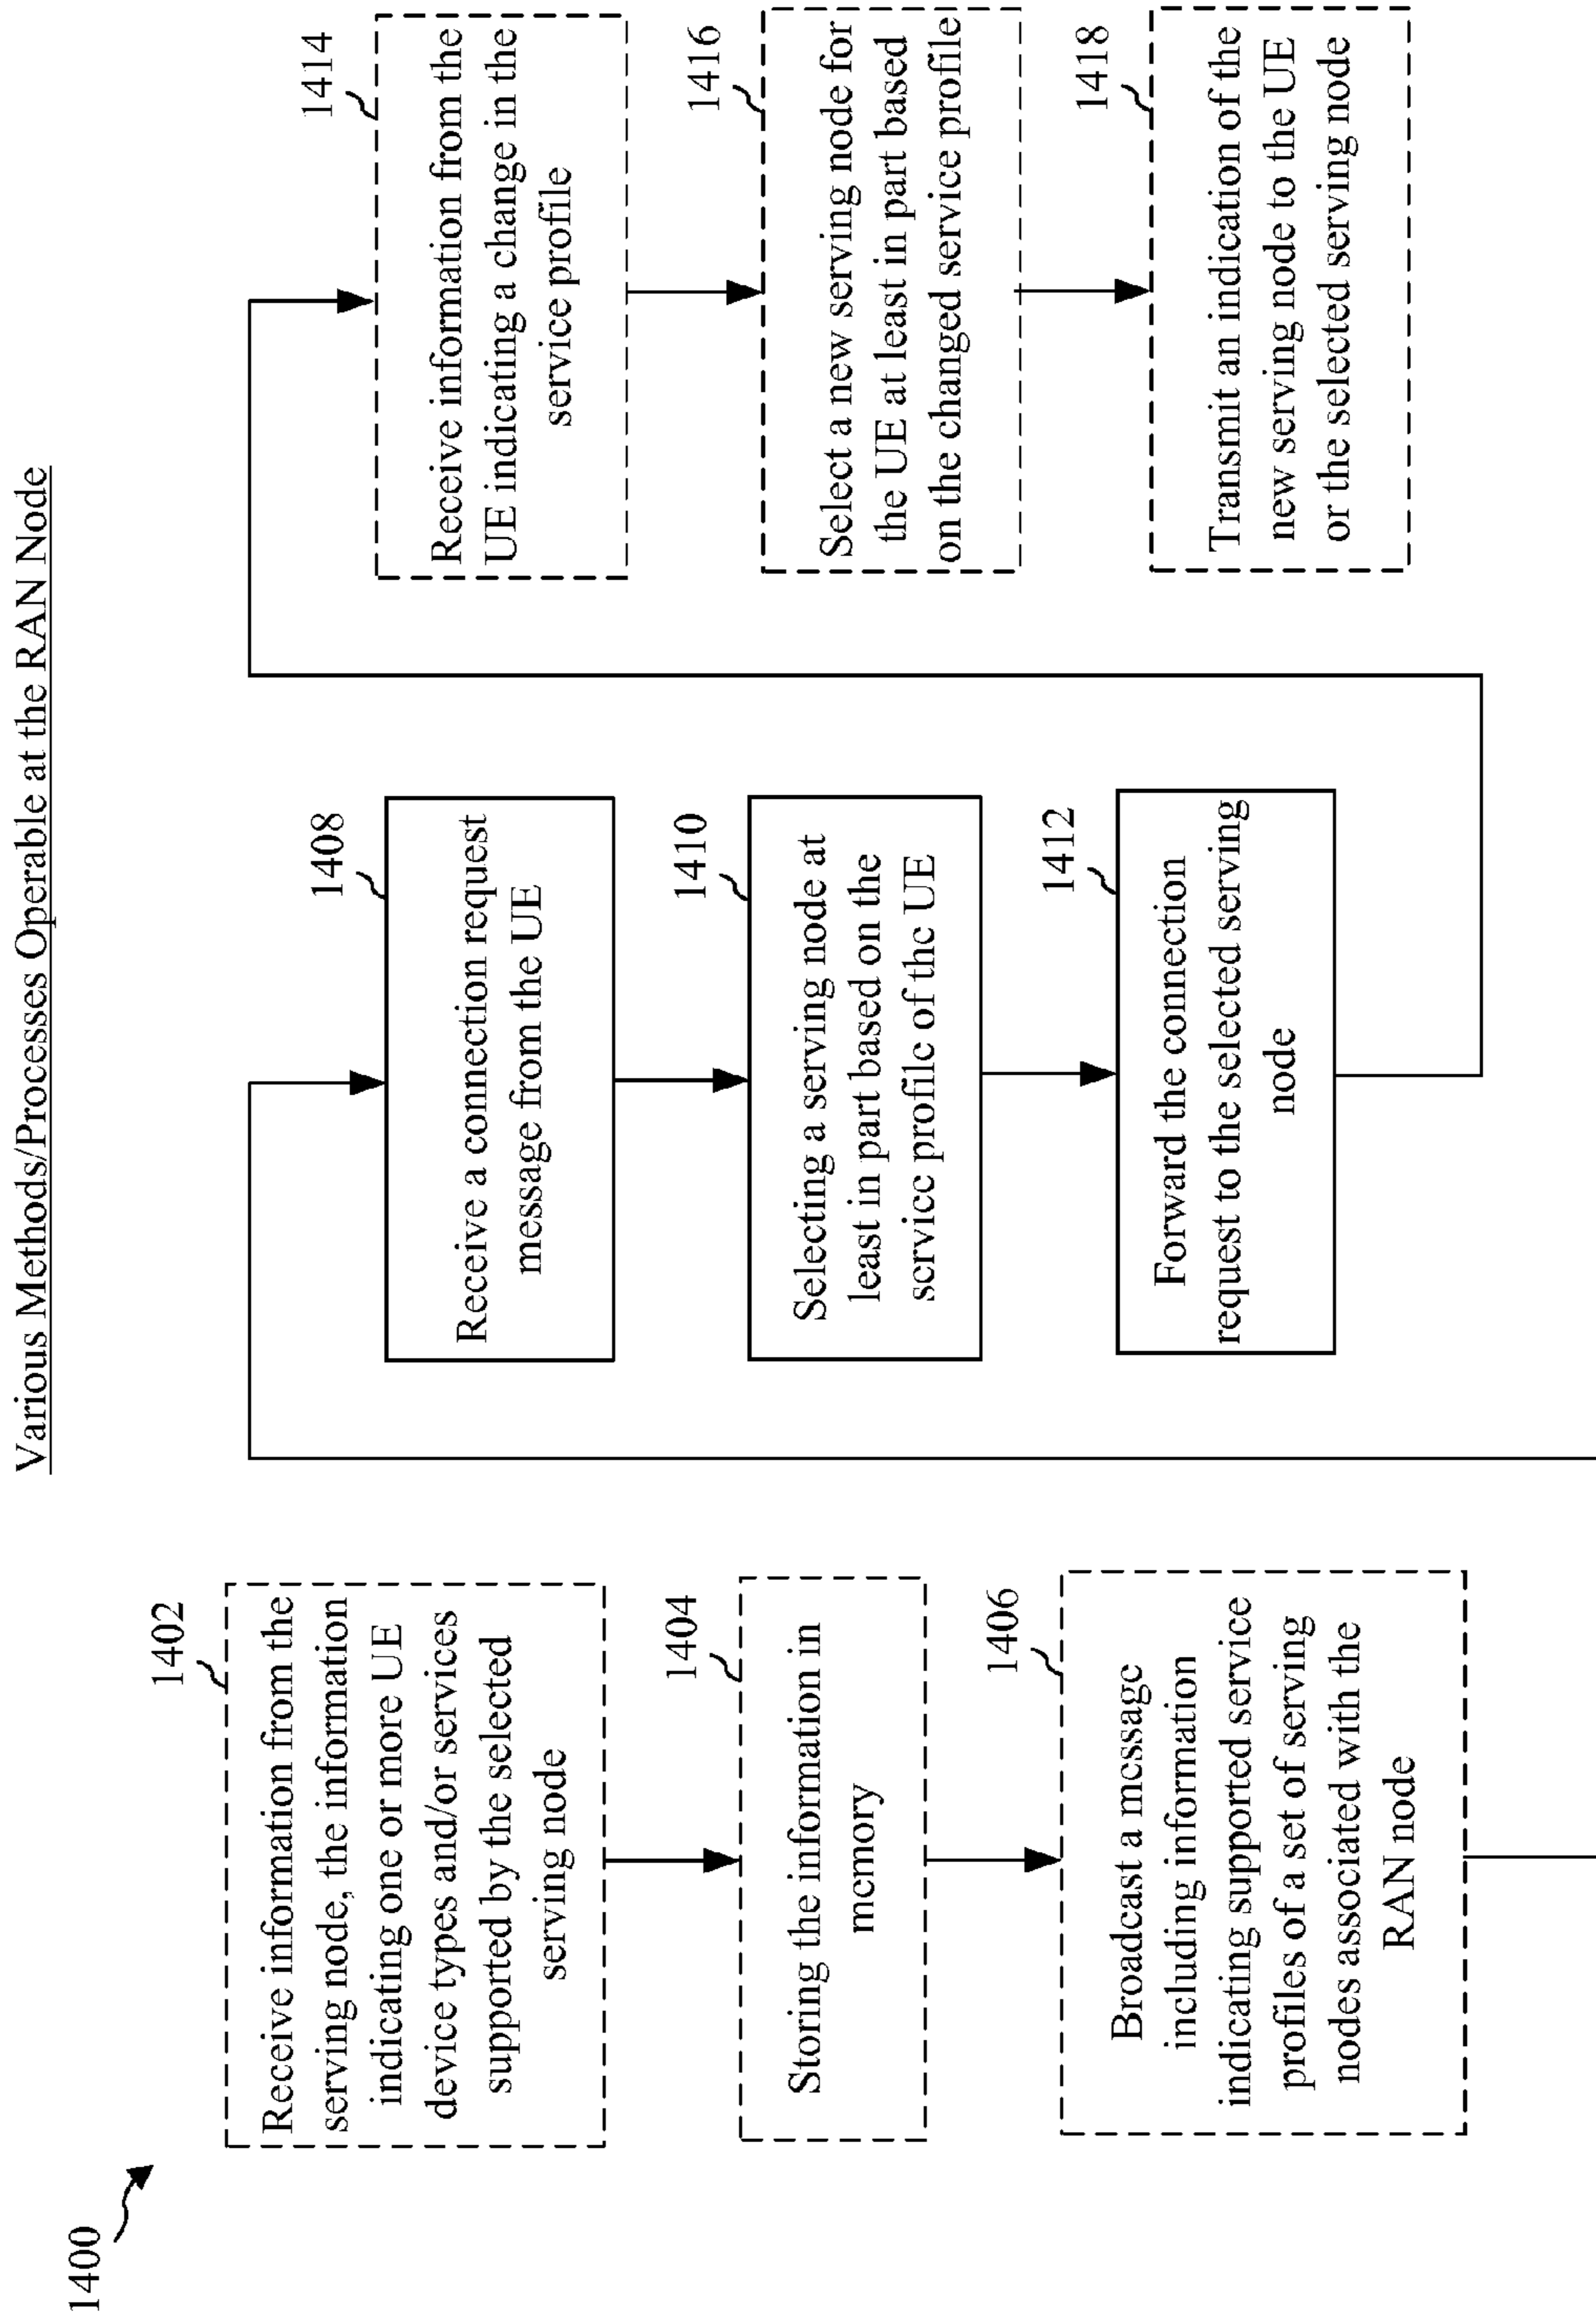 Various Methods/Processes Operable at the RAN Node
1400
1402
Receive information from the
serving node, the information
indicating one or more UE
device types and/or services
supported by the selected
serving node
1404
Storing the information in
memory
1406
Broadcast a message
including information
indicating supported service
profiles of a set of serving
nodes associated with the
RAN node
1408
Receive a connection request
message from the UE
1410
Selecting a serving node at
least in part based on the
service profile of the UE
1412
Forward the connection
request to the selected serving
node
1414
Receive information from the
UE indicating a change in the
service profile
1416
Select a new serving node for
the UE at least in part based
on the changed service profile
1418
Transmit an indication of the
new serving node to the UE
or the selected serving node